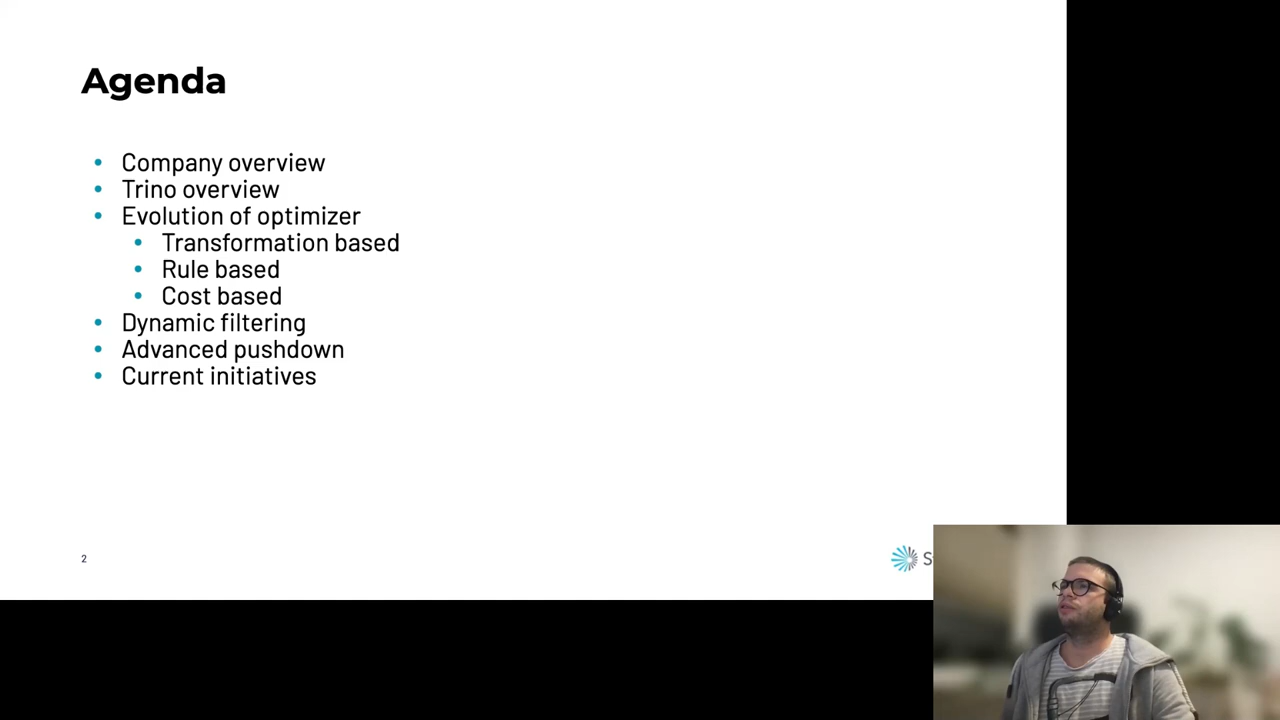 Agenda
• Company overview
• Trino overview
• Evolution of optimizer
• Transformation based
• Rule based
• Cost based
• Dynamic filtering
• Advanced pushdown
• Current initiatives
2